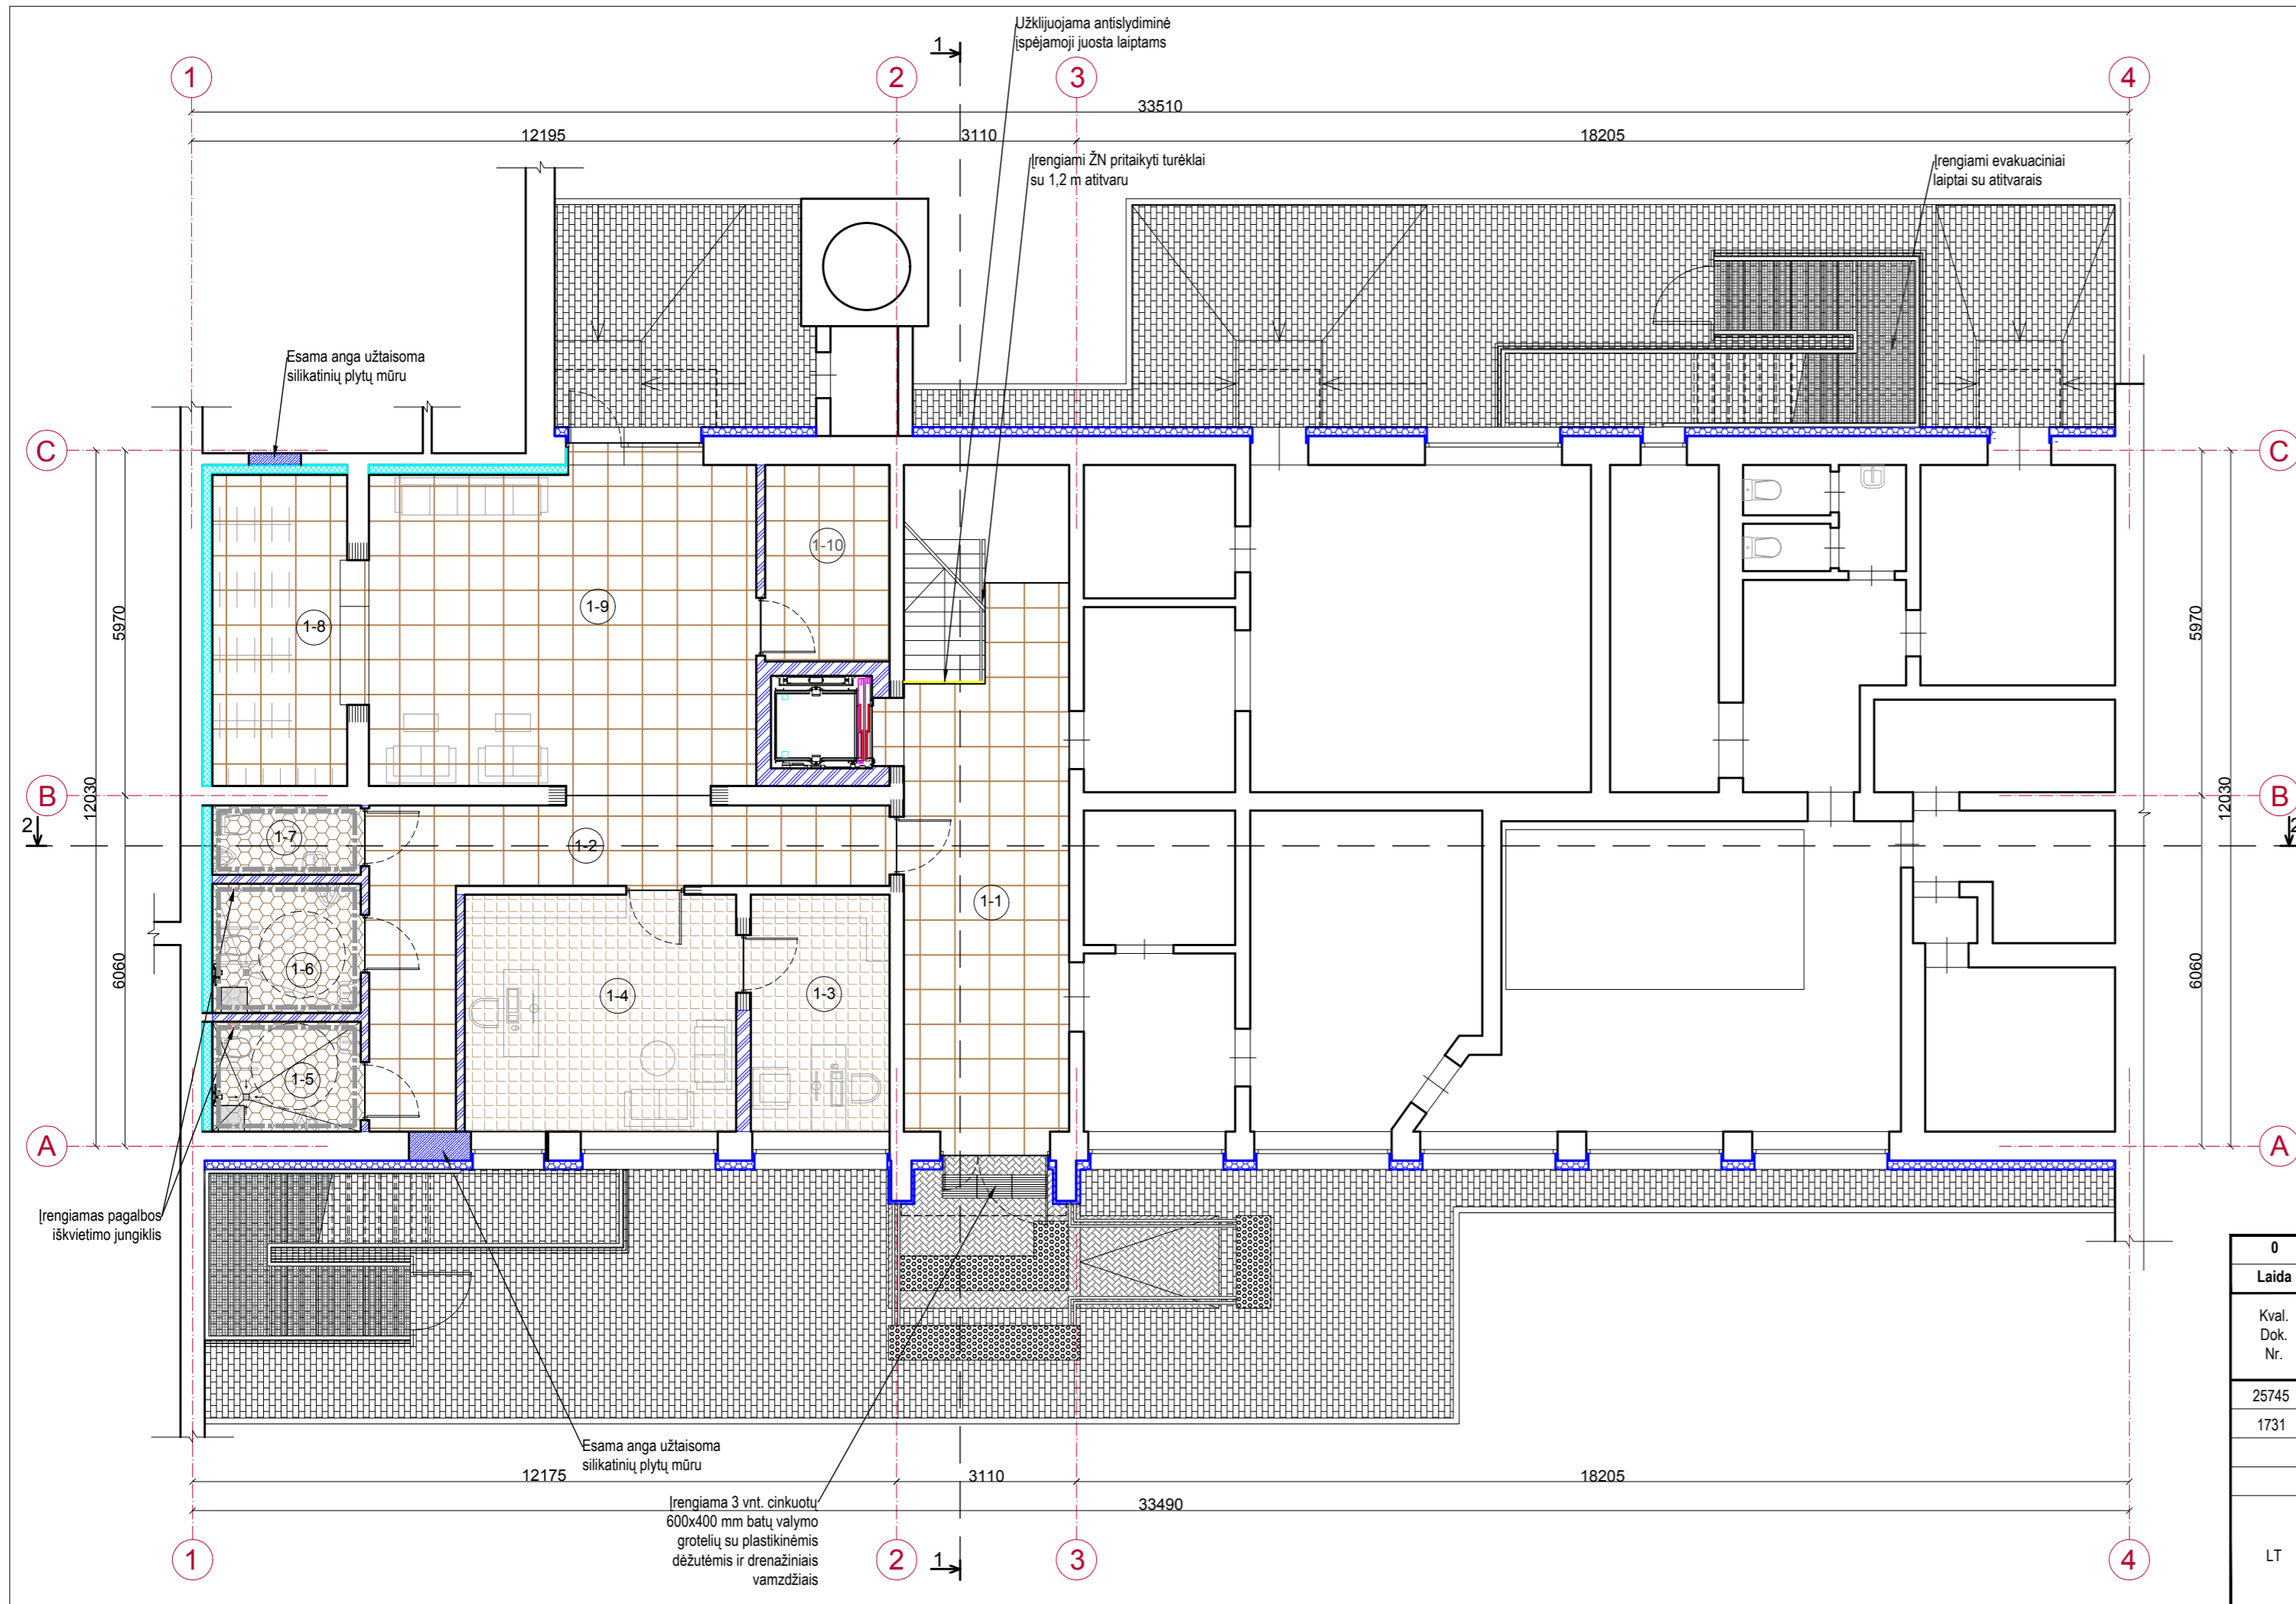 Užklijuojama antislydiminė
įspėjamoji juosta laiptams
1
1
2
3
4
33510
12195
3110
18205
Įrengiami ŽN pritaikyti turėklai
su 1,2 m atitvaru
Įrengiami evakuaciniai
laiptai su atitvarais
Esama anga užtaisoma
silikatinių plytų mūru
C
C
1-10
1-9
1-8
5970
5970
B
B
12030
12030
2
2
1-7
1-2
1-1
1-6
1-4
1-3
6060
6060
1-5
A
A
Įrengiamas pagalbos
iškvietimo jungiklis
0
Laida
Kval.
Dok.
Nr.
25745
1731
LT
Esama anga užtaisoma
silikatinių plytų mūru
12175
3110
18205
33490
Įrengiama 3 vnt. cinkuotų
600x400 mm batų valymo
grotelių su plastikinėmis
dėžutėmis ir drenažiniais
vamzdžiais
1
1
2
3
4